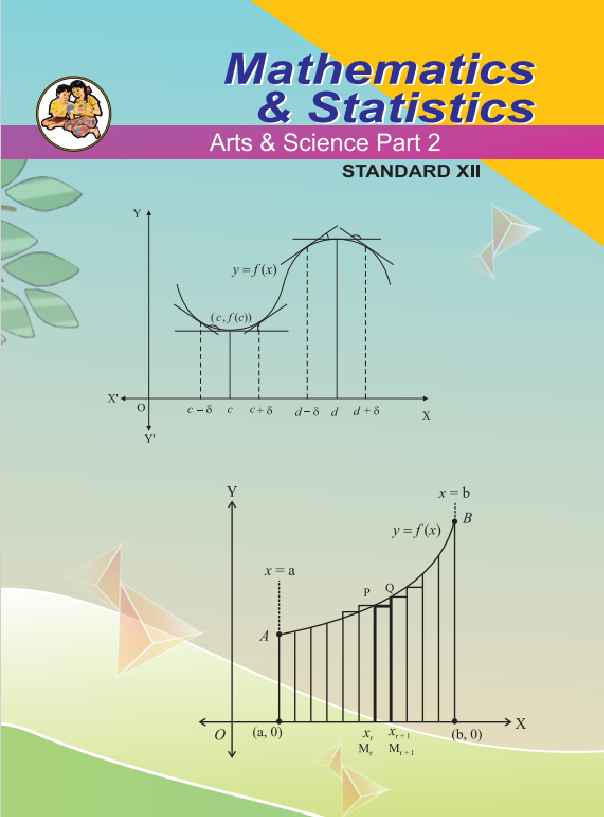 Mathematics
& Statistics
Arts & Science Part 2
STANDARD XII
Y
y = f (x)
(c, f (c))
X'
O
c – δ
c
c + δ
d – δ
d
d + δ
X
Y'
Y
x = b
B
y = f (x)
x = a
P
Q
A
X
O'
(a, 0)
xᵣ
xᵣ₊₁
(b, 0)
Mᵣ
Mᵣ₊₁